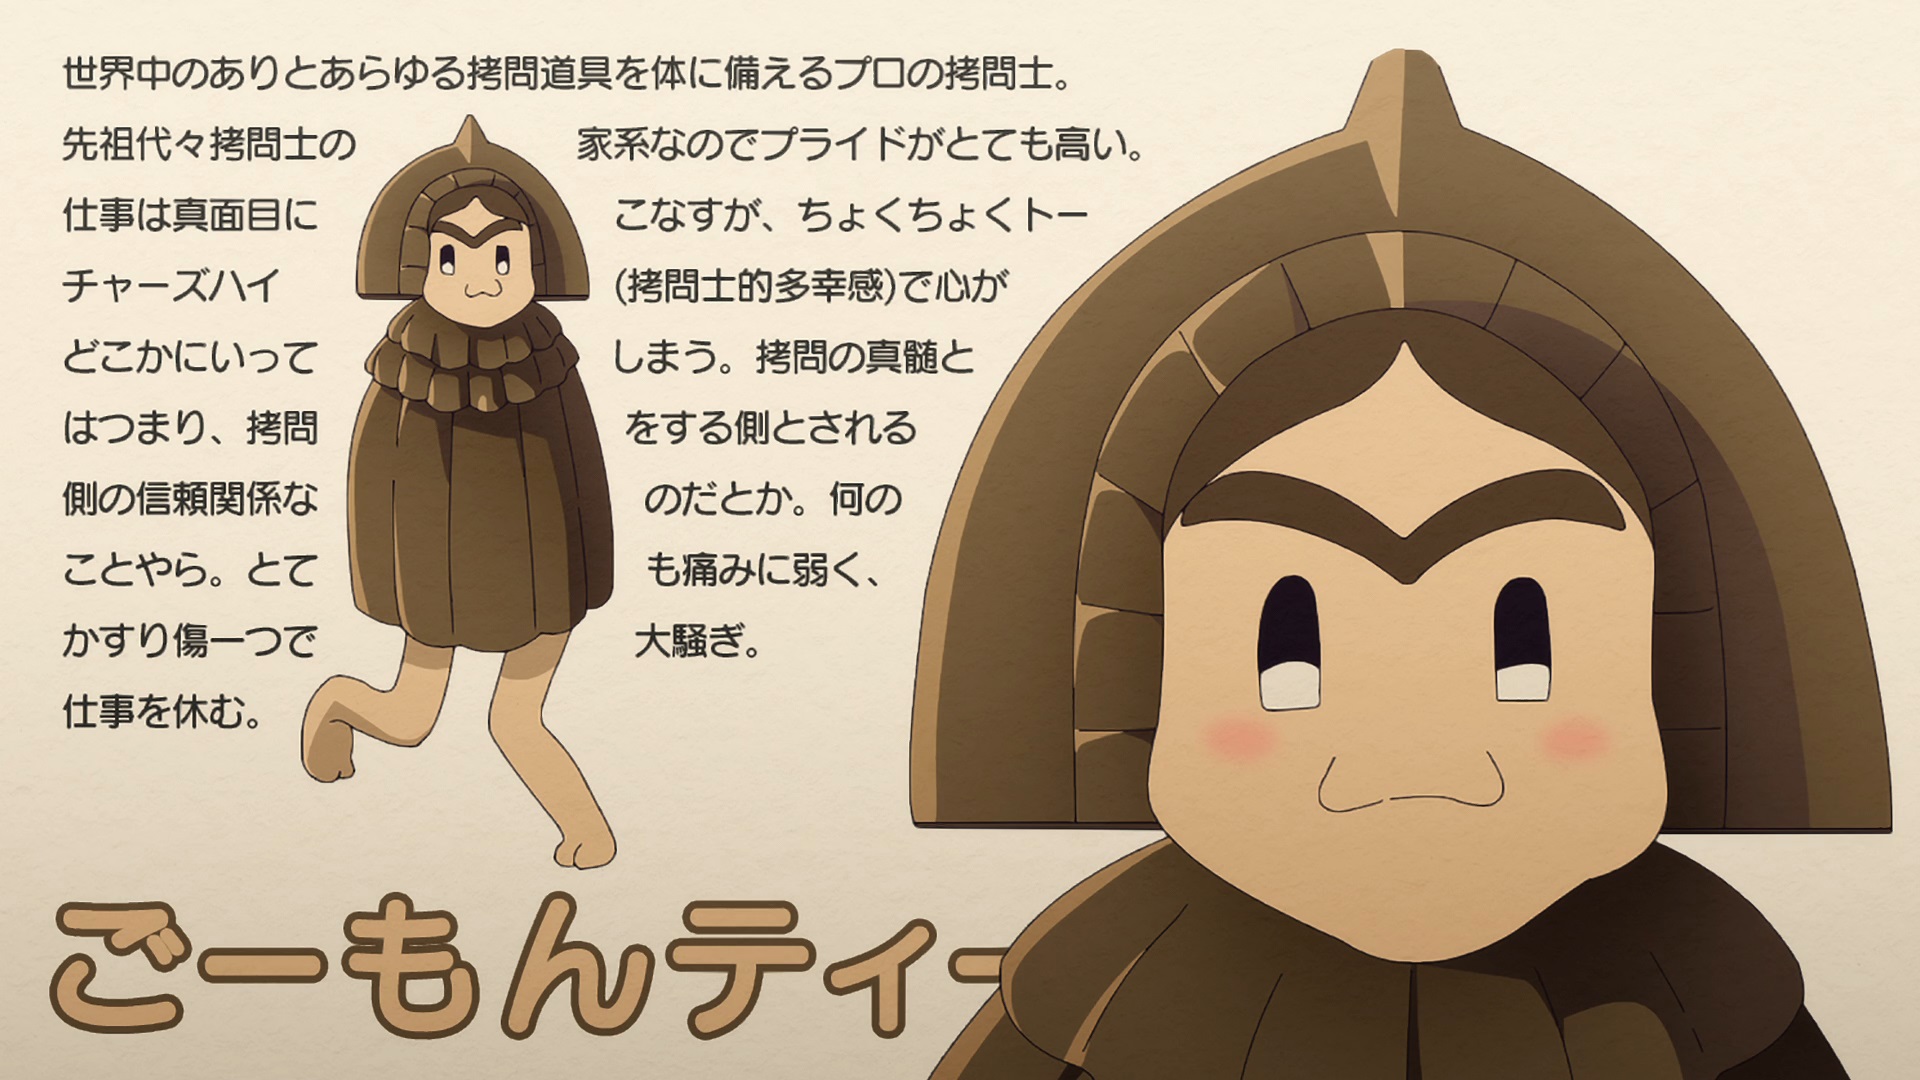 世界中のありとあらゆる拷問道具を体に備えるプロの拷問士。
先祖代々拷問士の家系なのでプライドがとても高い。
仕事は真面目にこなすが、ちょくちょくトー
チャーズハイ(拷問士的多幸感)で心が
どこかにいってしまう。拷問の真髄と
はつまり、拷問をする側とされる
側の信頼関係なのだとか。何の
ことやら。とても痛みに弱く、
かすり傷一つで大騒ぎ。
仕事を休む。
ごーもんティー